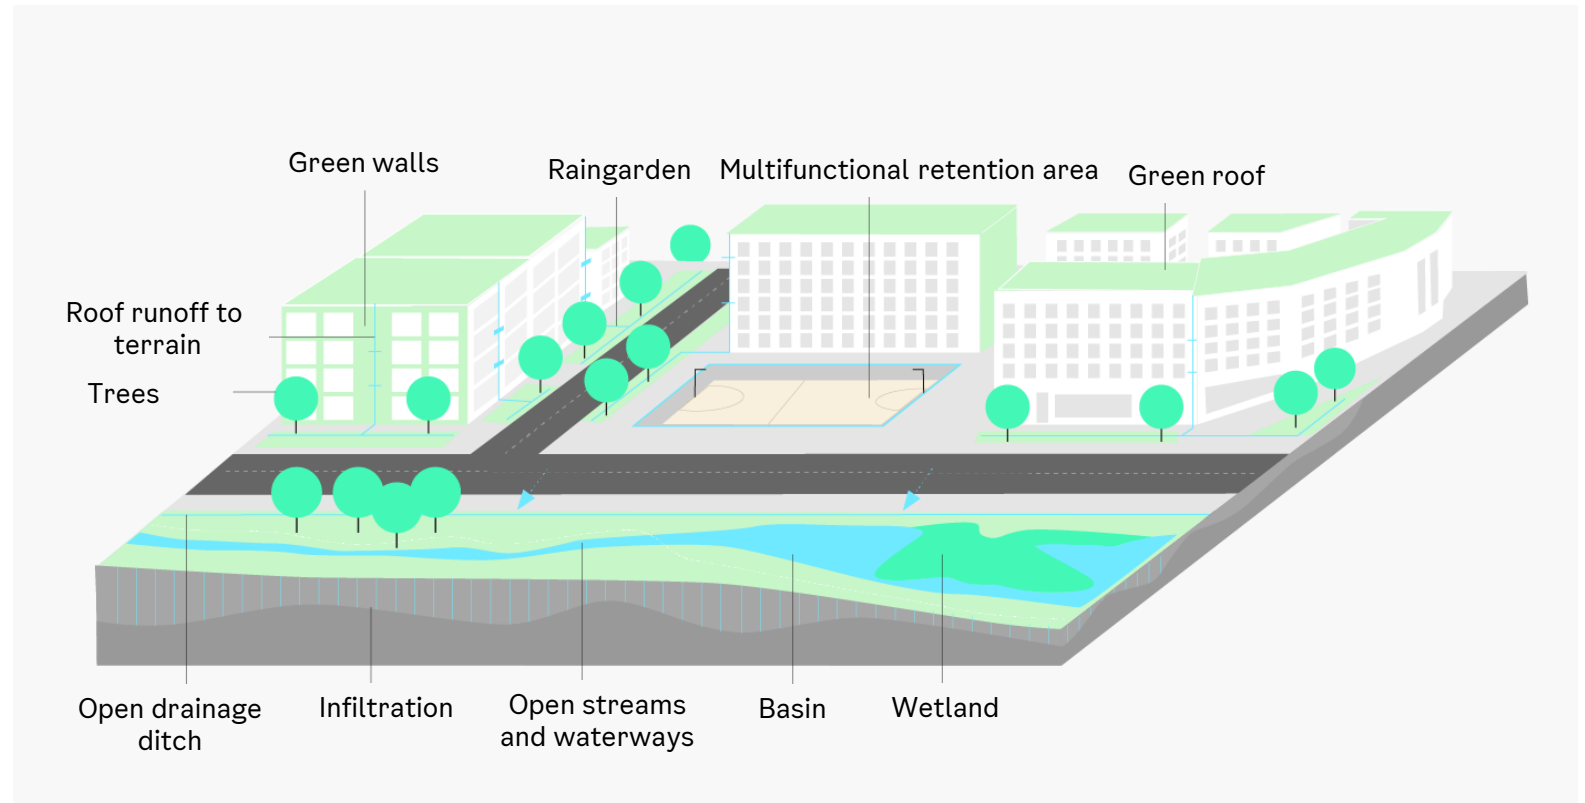 Green walls
Raingarden
Multifunctional retention area
Green roof
Roof runoff to
terrain
Trees
Open drainage
ditch
Infiltration
Open streams
and waterways
Basin
Wetland